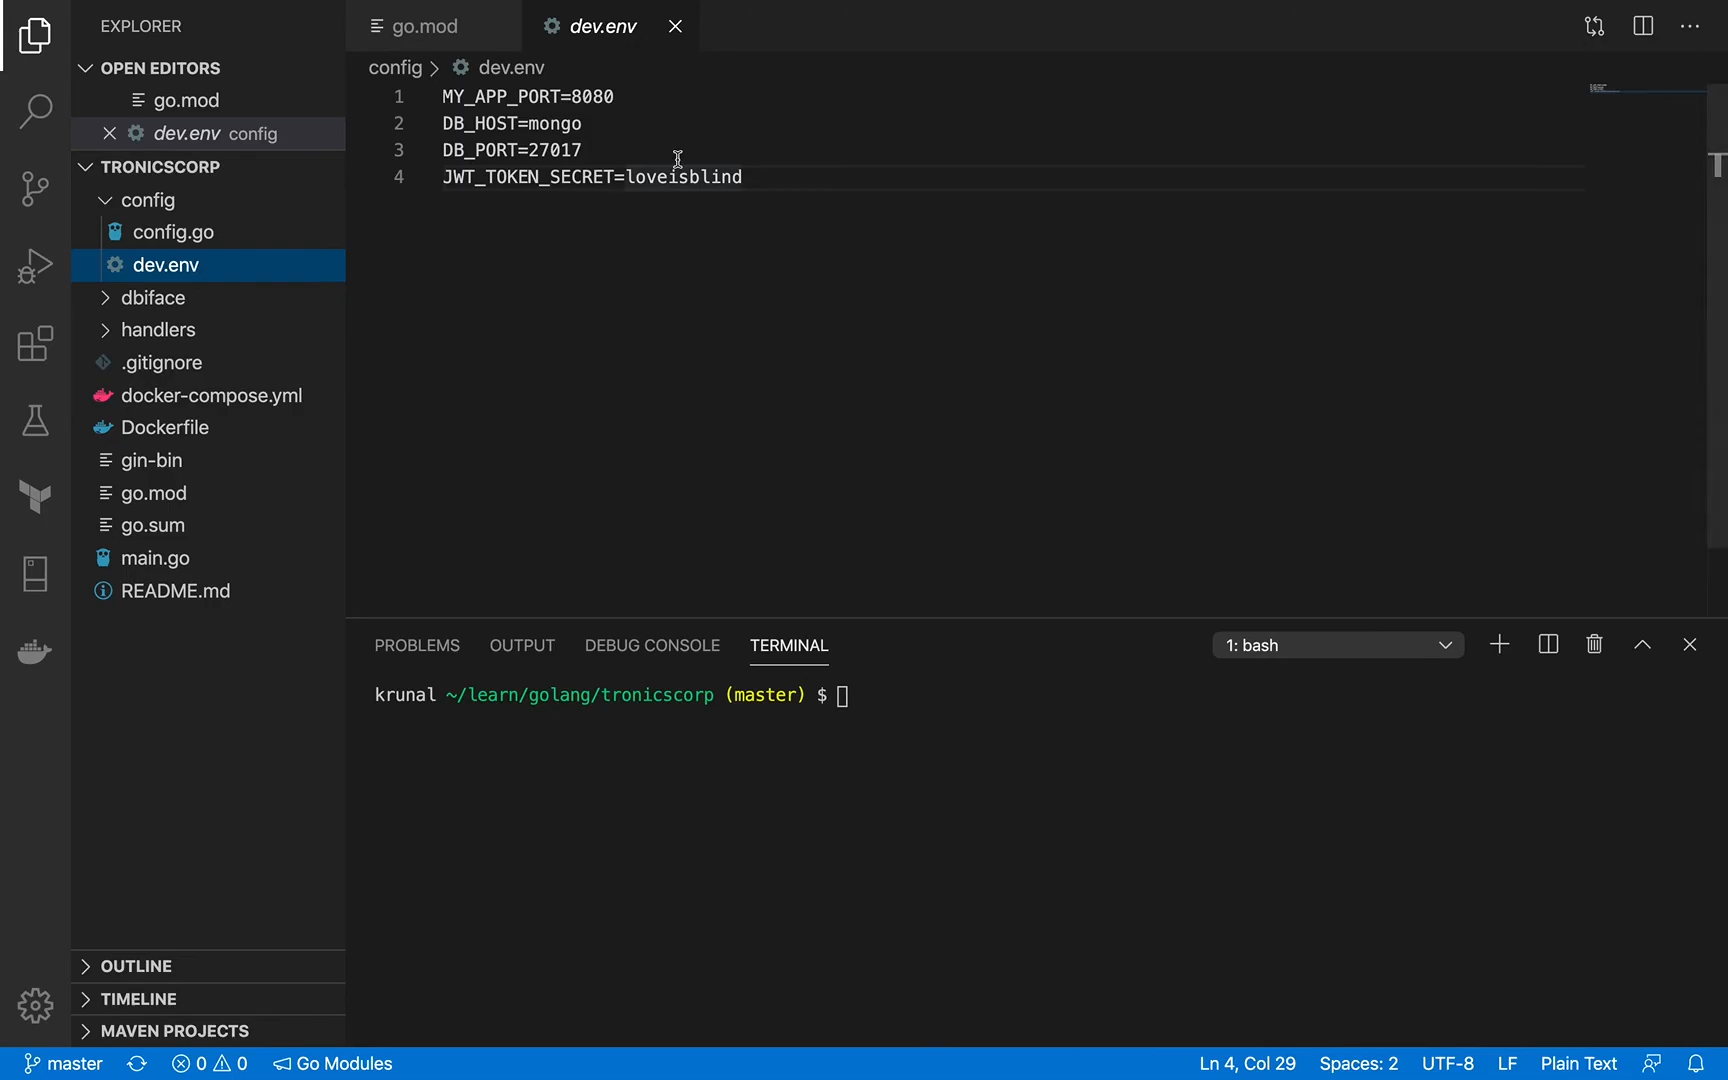 EXPLORER
OPEN EDITORS
go.mod
dev.env config
TRONICSCORP
config
config.go
dev.env
dbiface
handlers
.gitignore
docker-compose.yml
Dockerfile
gin-bin
go.mod
go.sum
main.go
README.md
OUTLINE
TIMELINE
MAVEN PROJECTS
go.mod
dev.env
config > dev.env
1 MY_APP_PORT=8080
2 DB_HOST=mongo
3 DB_PORT=27017
4 JWT_TOKEN_SECRET=loveisblind
PROBLEMS OUTPUT DEBUG CONSOLE TERMINAL 1: bash
krunal ~/learn/golang/tronicscorp (master) $
master 0 0 Go Modules Ln 4, Col 29 Spaces: 2 UTF-8 LF Plain Text